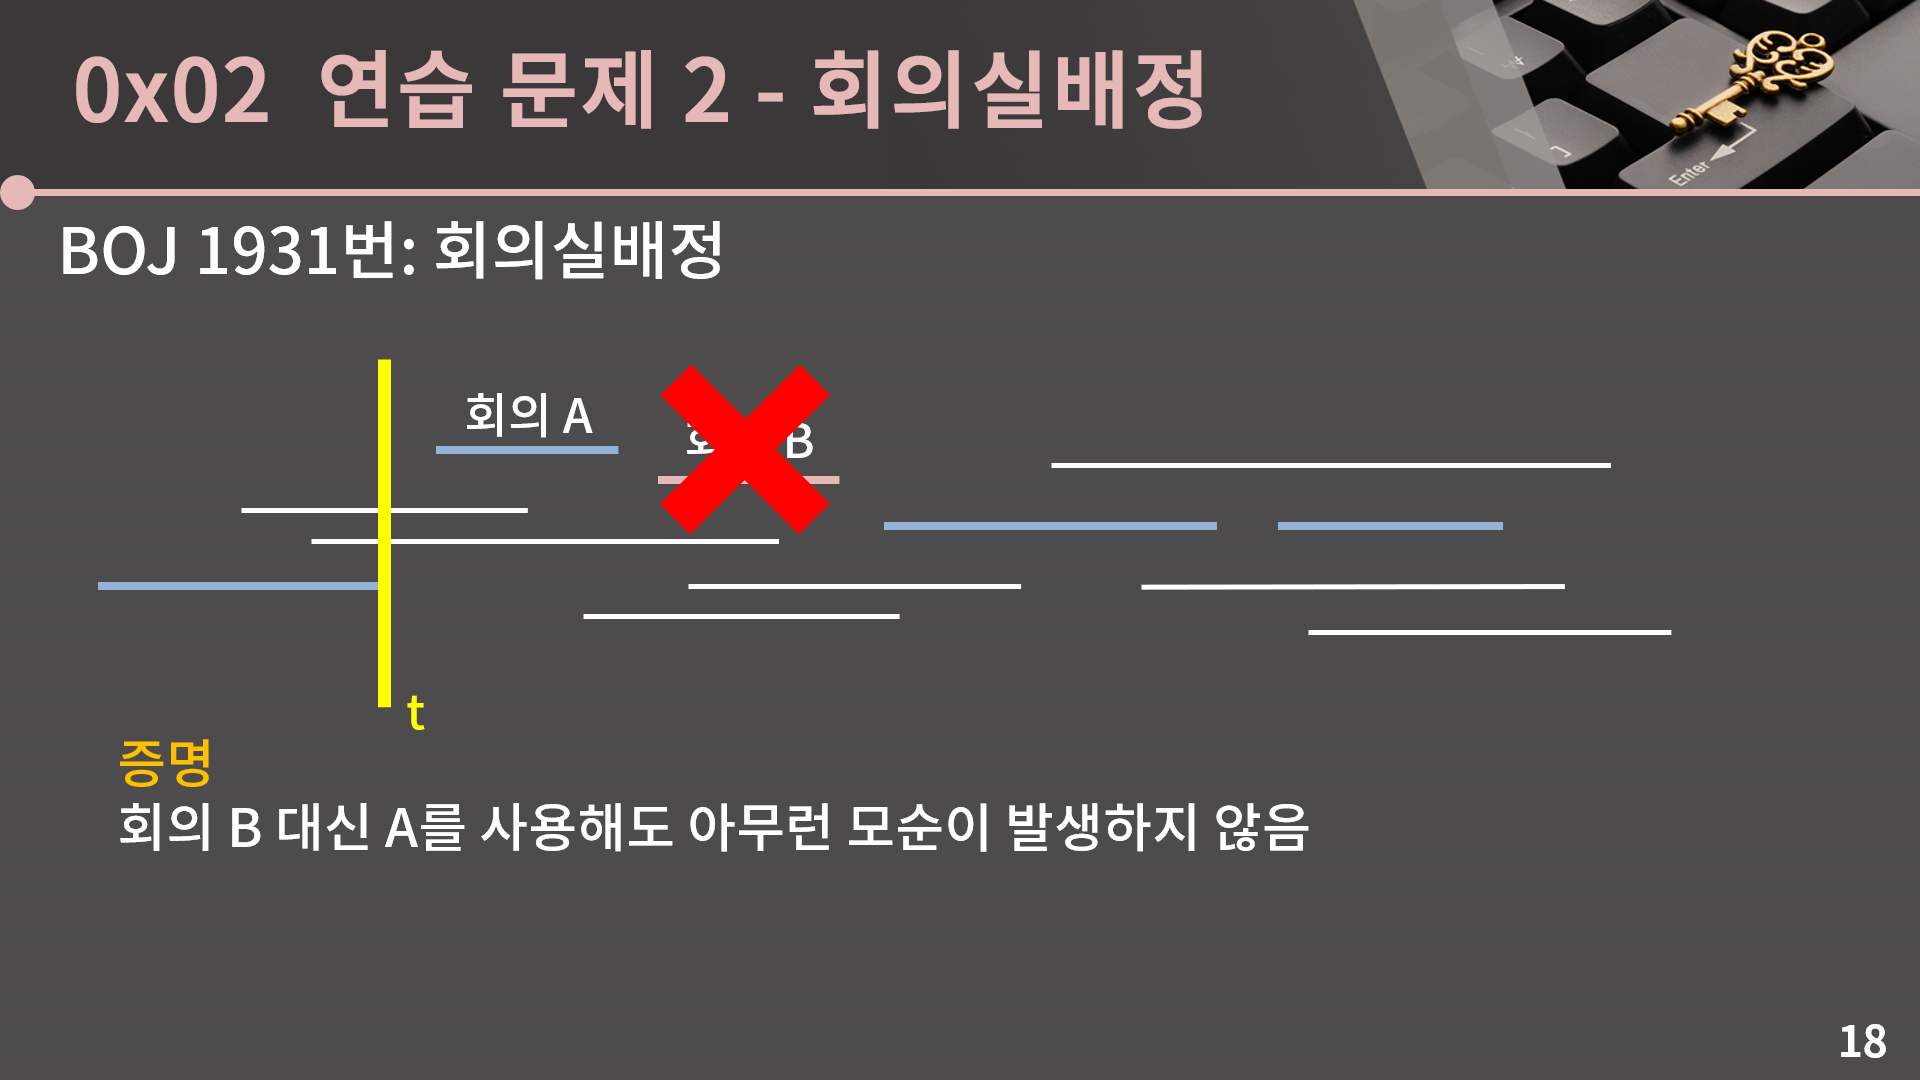 0x02 연습 문제 2 - 회의실배정
Enter
BOJ 1931번: 회의실배정
회의 A
B
t
증명
회의 B 대신 A를 사용해도 아무런 모순이 발생하지 않음
18